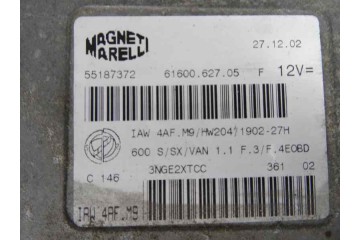 MAGNETI MARELLI 27.12.02
55187372 61600.627.05 F 12V=
IAW 4AF.M9/HW204/1902-27H
600 S/SX/VAN 1.1 F.3/F.4EOBD
C 146 3NGE2XTCC 361 02
IAW 4AF.M9